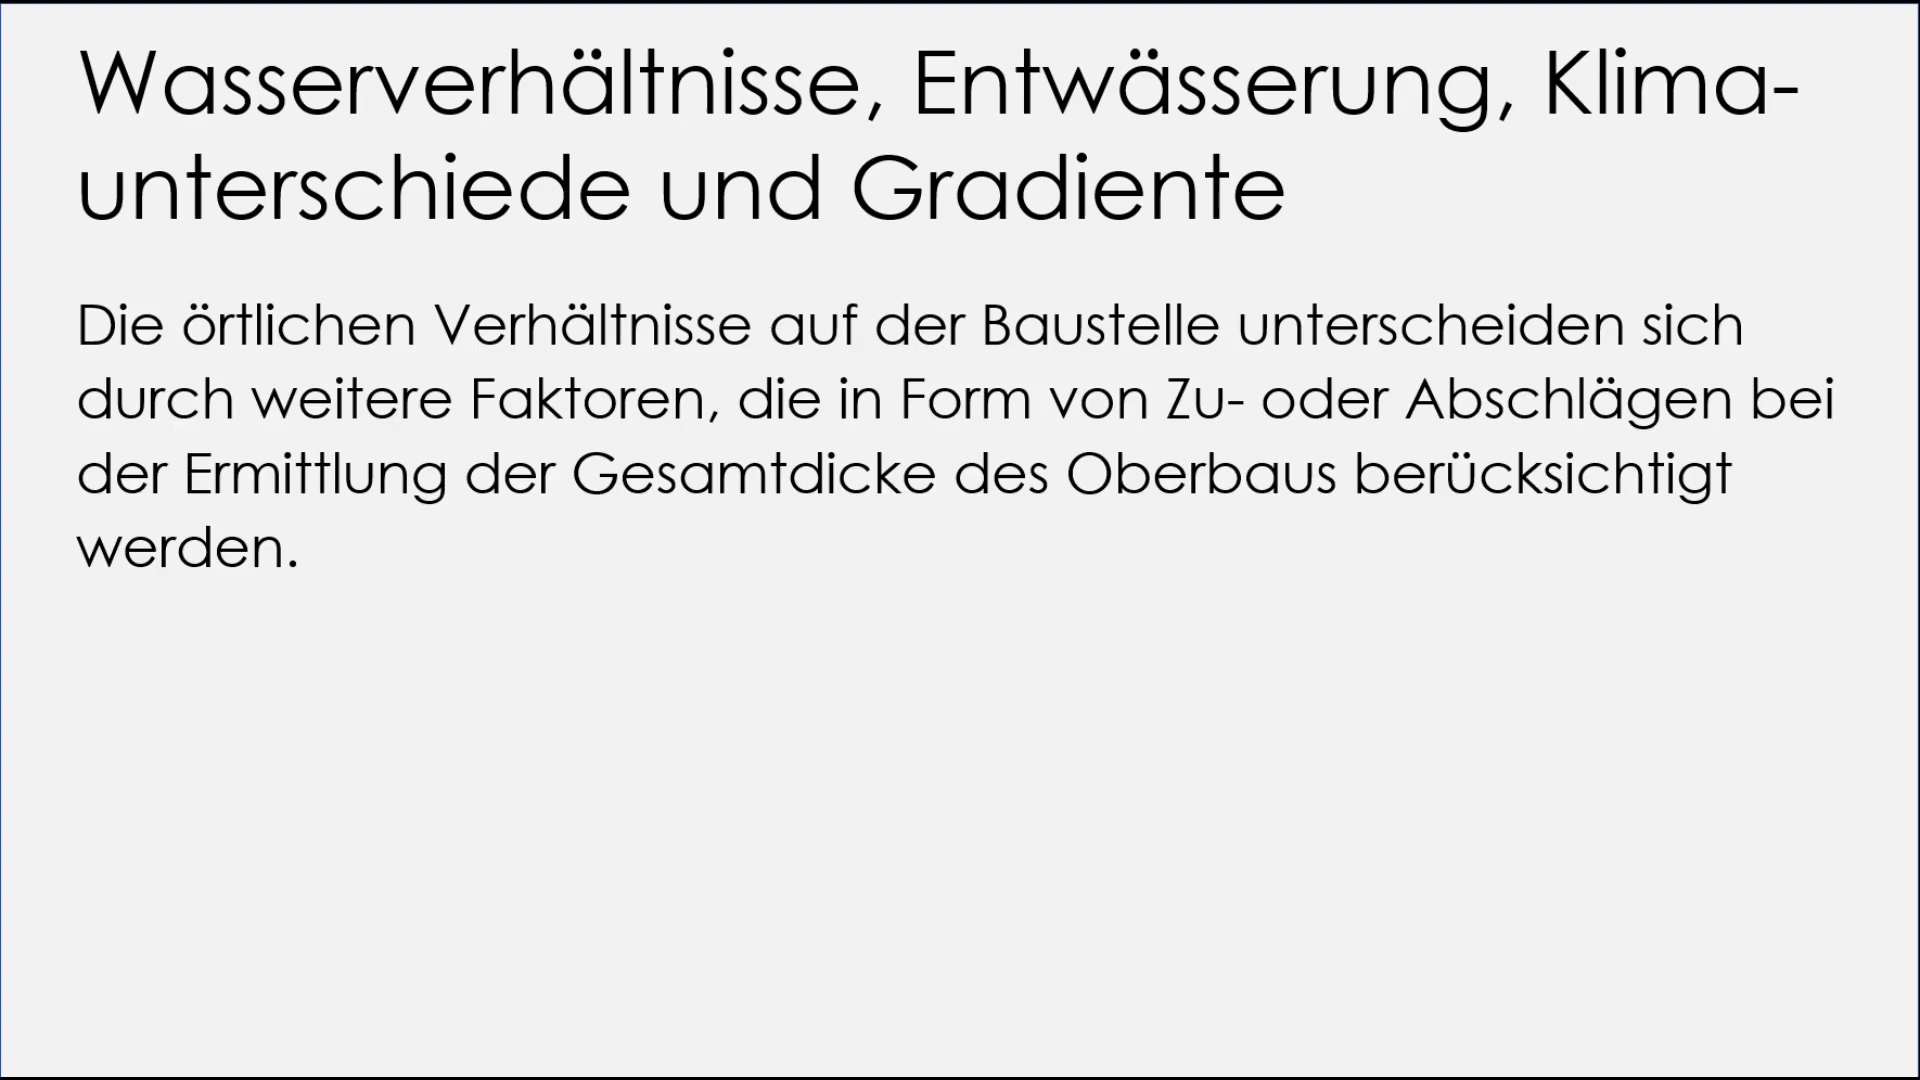 Wasserverhältnisse, Entwässerung, Klima-
unterschiede und Gradiente
Die örtlichen Verhältnisse auf der Baustelle unterscheiden sich
durch weitere Faktoren, die in Form von Zu- oder Abschlägen bei
der Ermittlung der Gesamtdicke des Oberbaus berücksichtigt
werden.